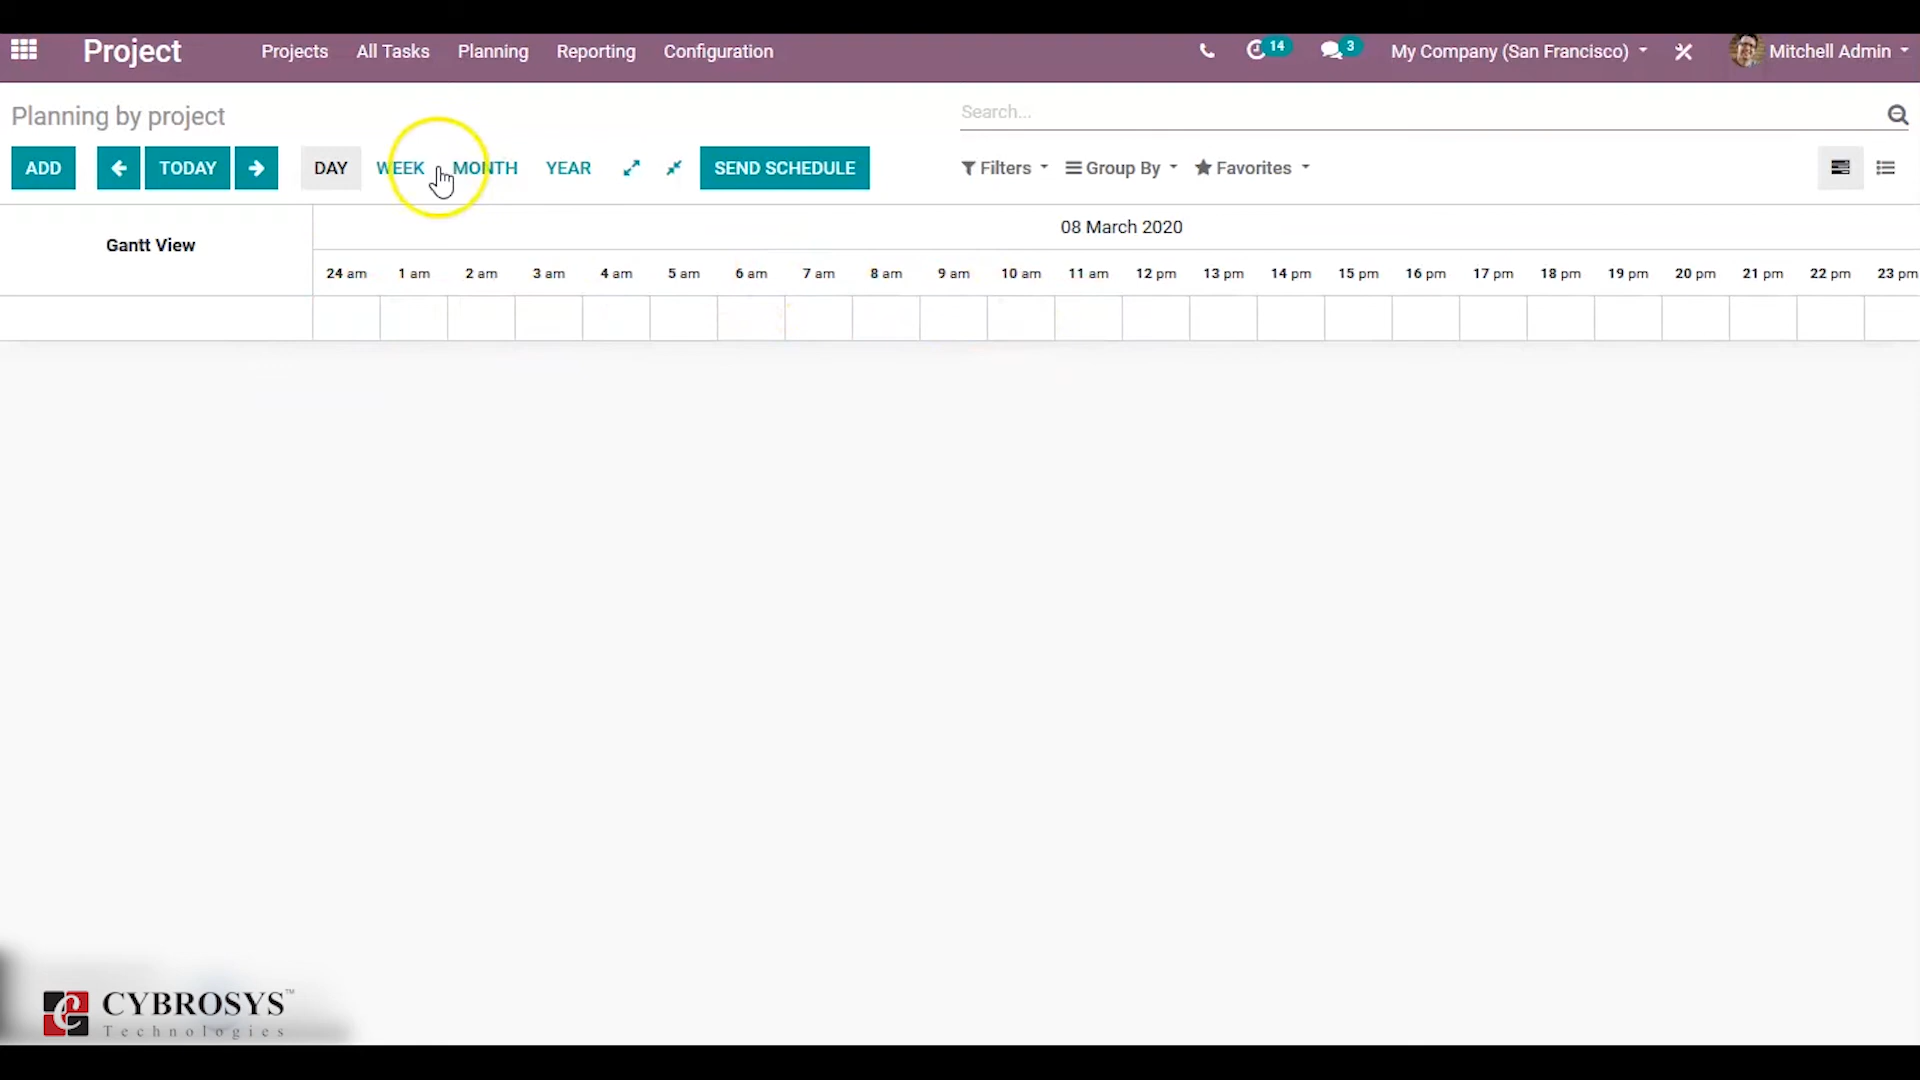 Project Projects All Tasks Planning Reporting Configuration 14 3 My Company (San Francisco) Mitchell Admin
Planning by project Search...
ADD TODAY DAY WEEK MONTH YEAR SEND SCHEDULE Filters Group By Favorites
08 March 2020
Gantt View
24 am 1 am 2 am 3 am 4 am 5 am 6 am 7 am 8 am 9 am 10 am 11 am 12 pm 13 pm 14 pm 15 pm 16 pm 17 pm 18 pm 19 pm 20 pm 21 pm 22 pm 23 pm
CYBROSYS™
Technologies